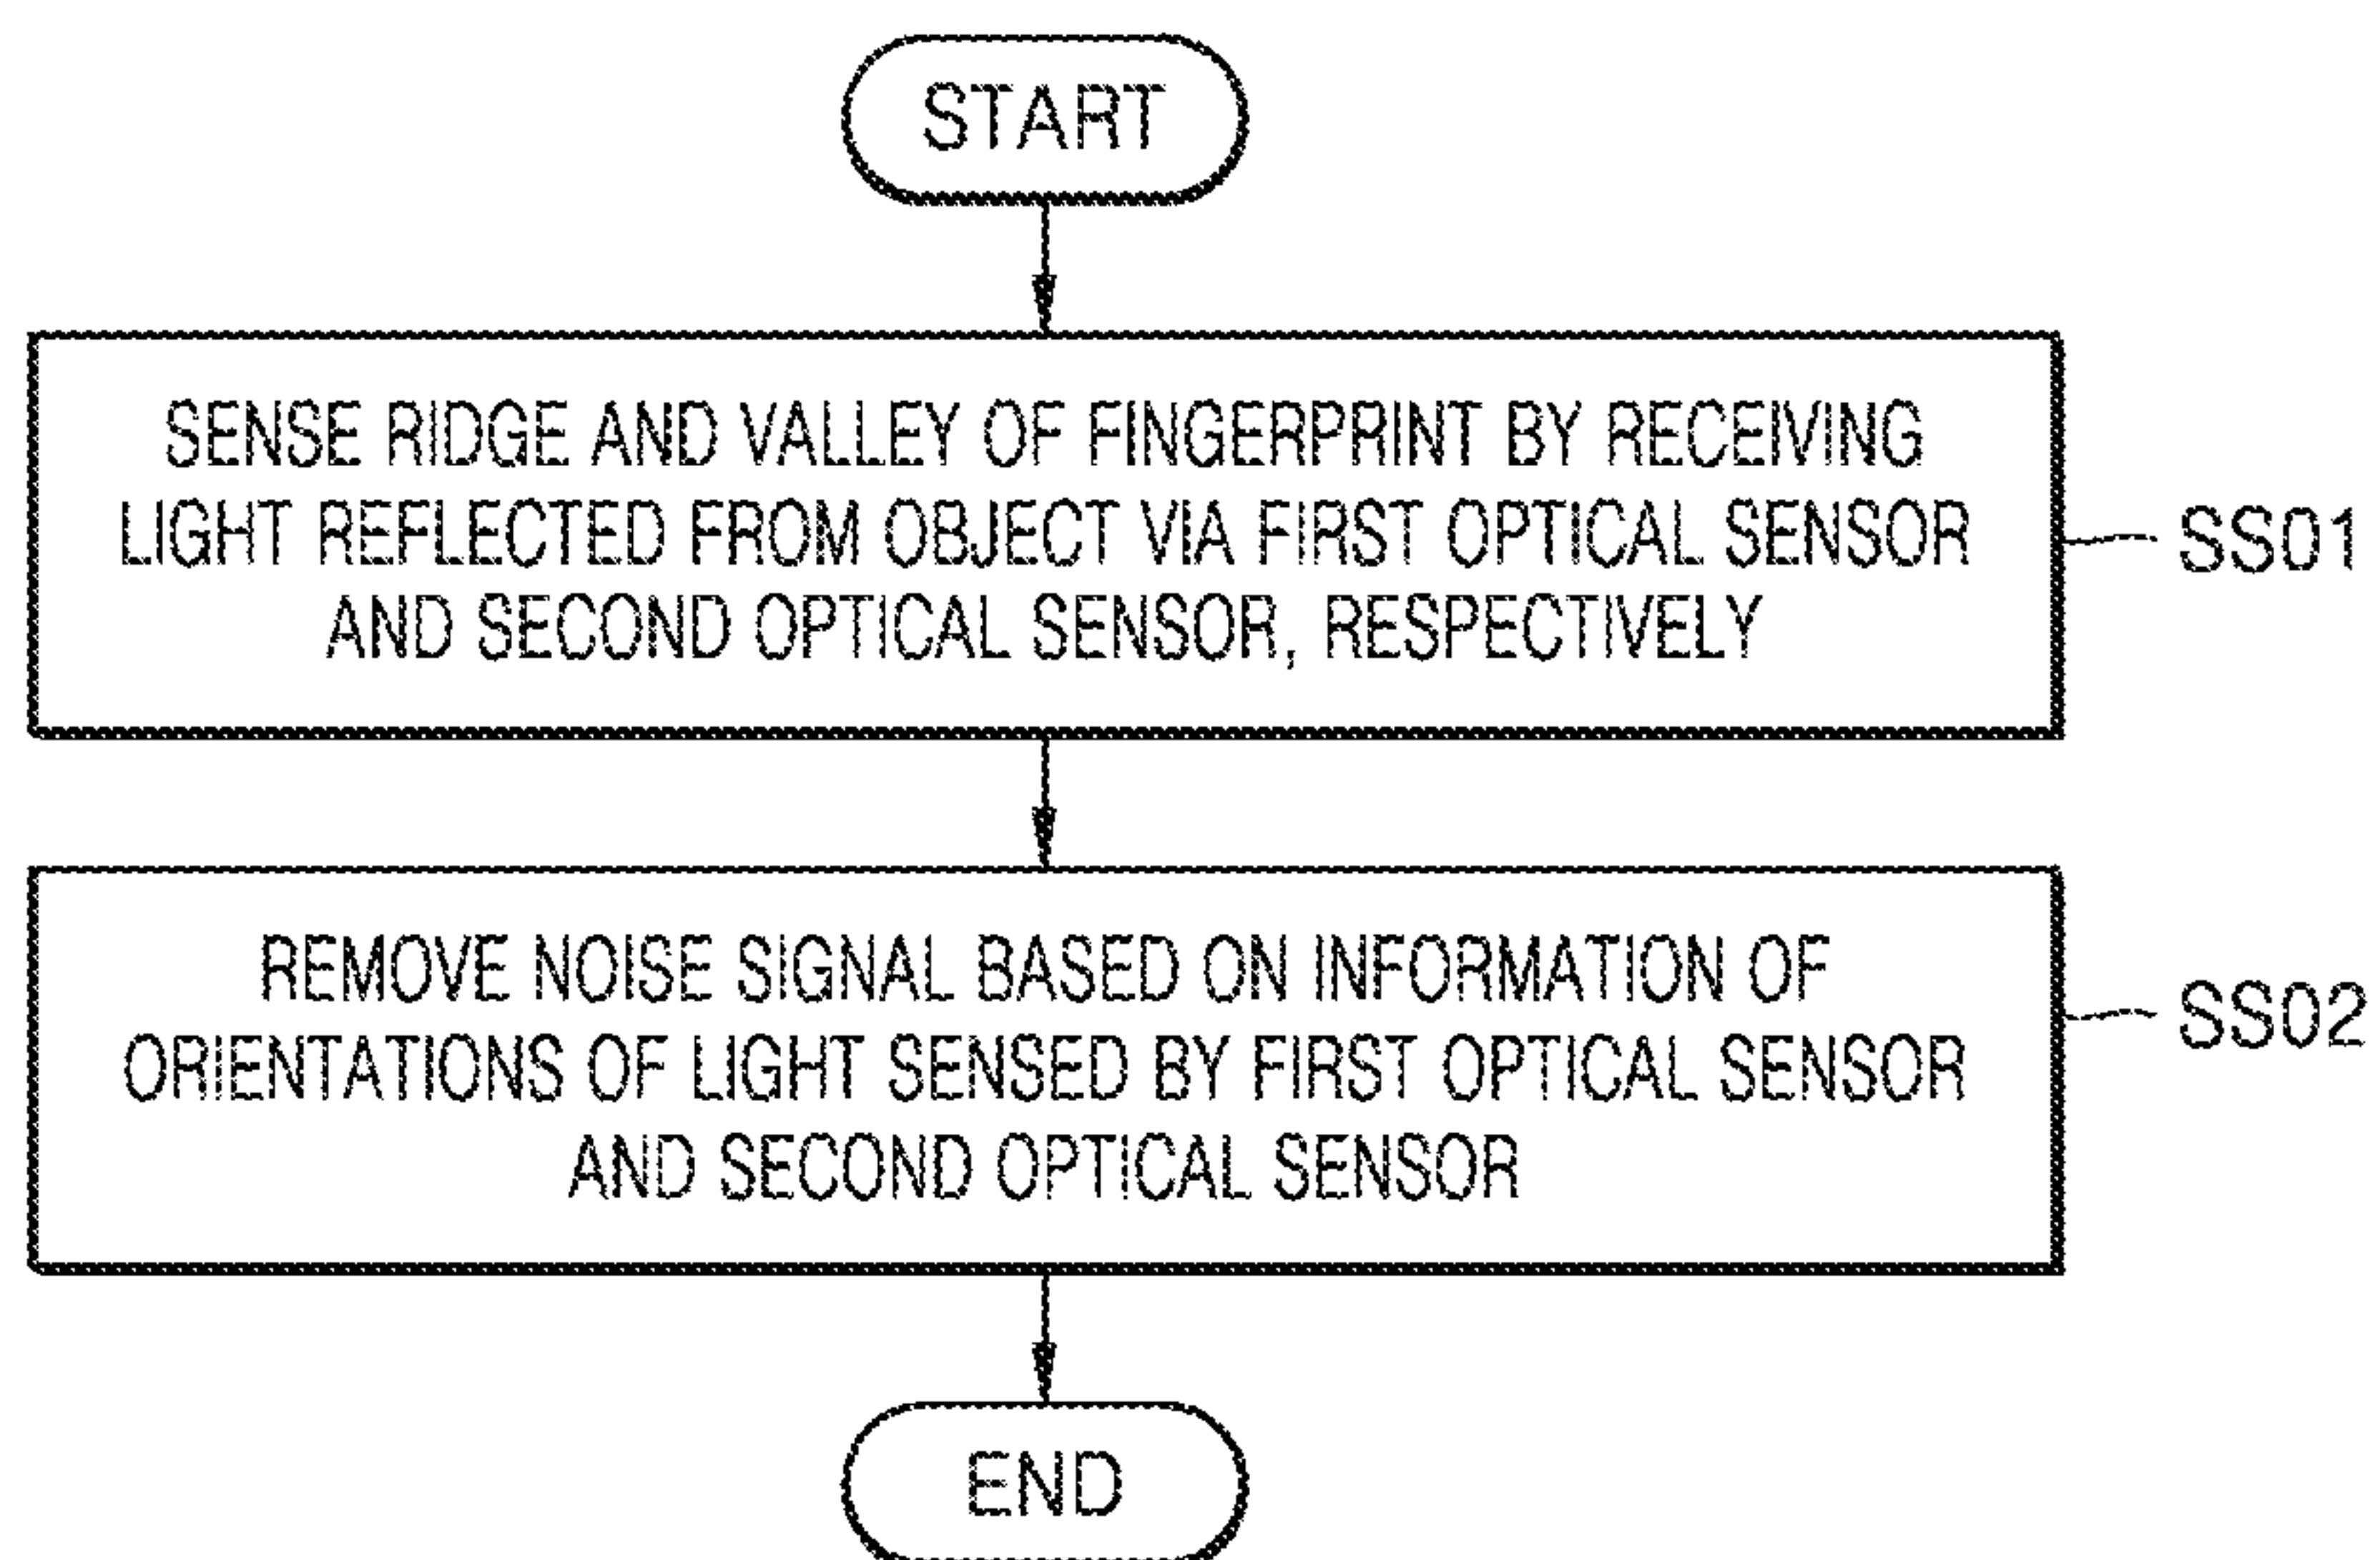 START
SENSE RIDGE AND VALLEY OF FINGERPRINT BY RECEIVING
LIGHT REFLECTED FROM OBJECT VIA FIRST OPTICAL SENSOR
AND SECOND OPTICAL SENSOR, RESPECTIVELY
SS01
REMOVE NOISE SIGNAL BASED ON INFORMATION OF
ORIENTATIONS OF LIGHT SENSED BY FIRST OPTICAL SENSOR
AND SECOND OPTICAL SENSOR
SS02
END